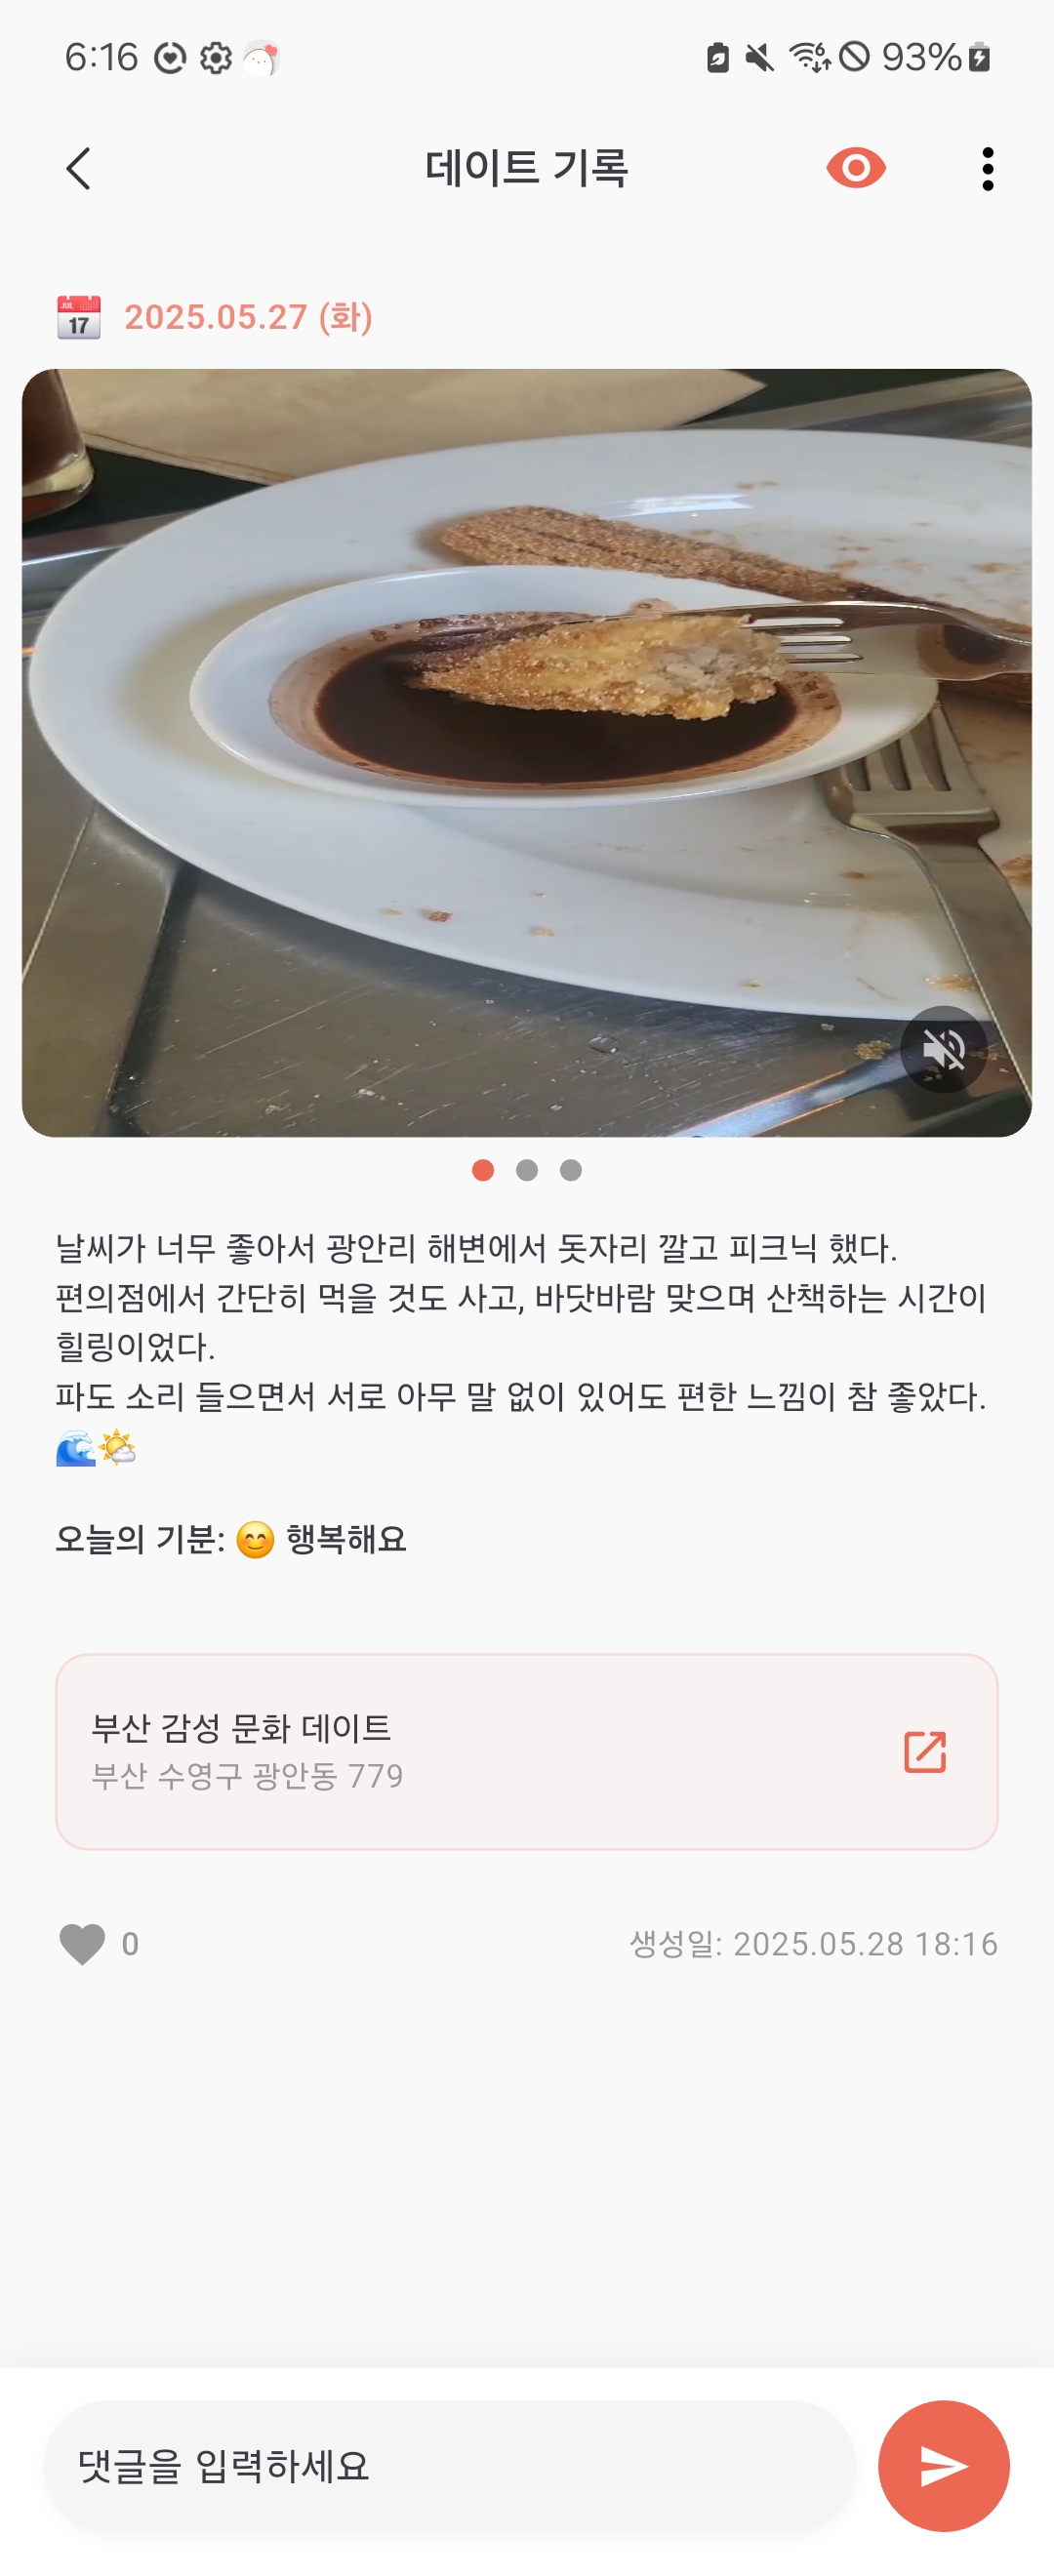 6:16
93%
데이트 기록
JUL
17
2025.05.27 (화)
날씨가 너무 좋아서 광안리 해변에서 돗자리 깔고 피크닉 했다.
편의점에서 간단히 먹을 것도 사고, 바닷바람 맞으며 산책하는 시간이
힐링이었다.
파도 소리 들으면서 서로 아무 말 없이 있어도 편한 느낌이 참 좋았다.
🌊🌤️
오늘의 기분: 😊 행복해요
부산 감성 문화 데이트
부산 수영구 광안동 779
0
생성일: 2025.05.28 18:16
댓글을 입력하세요